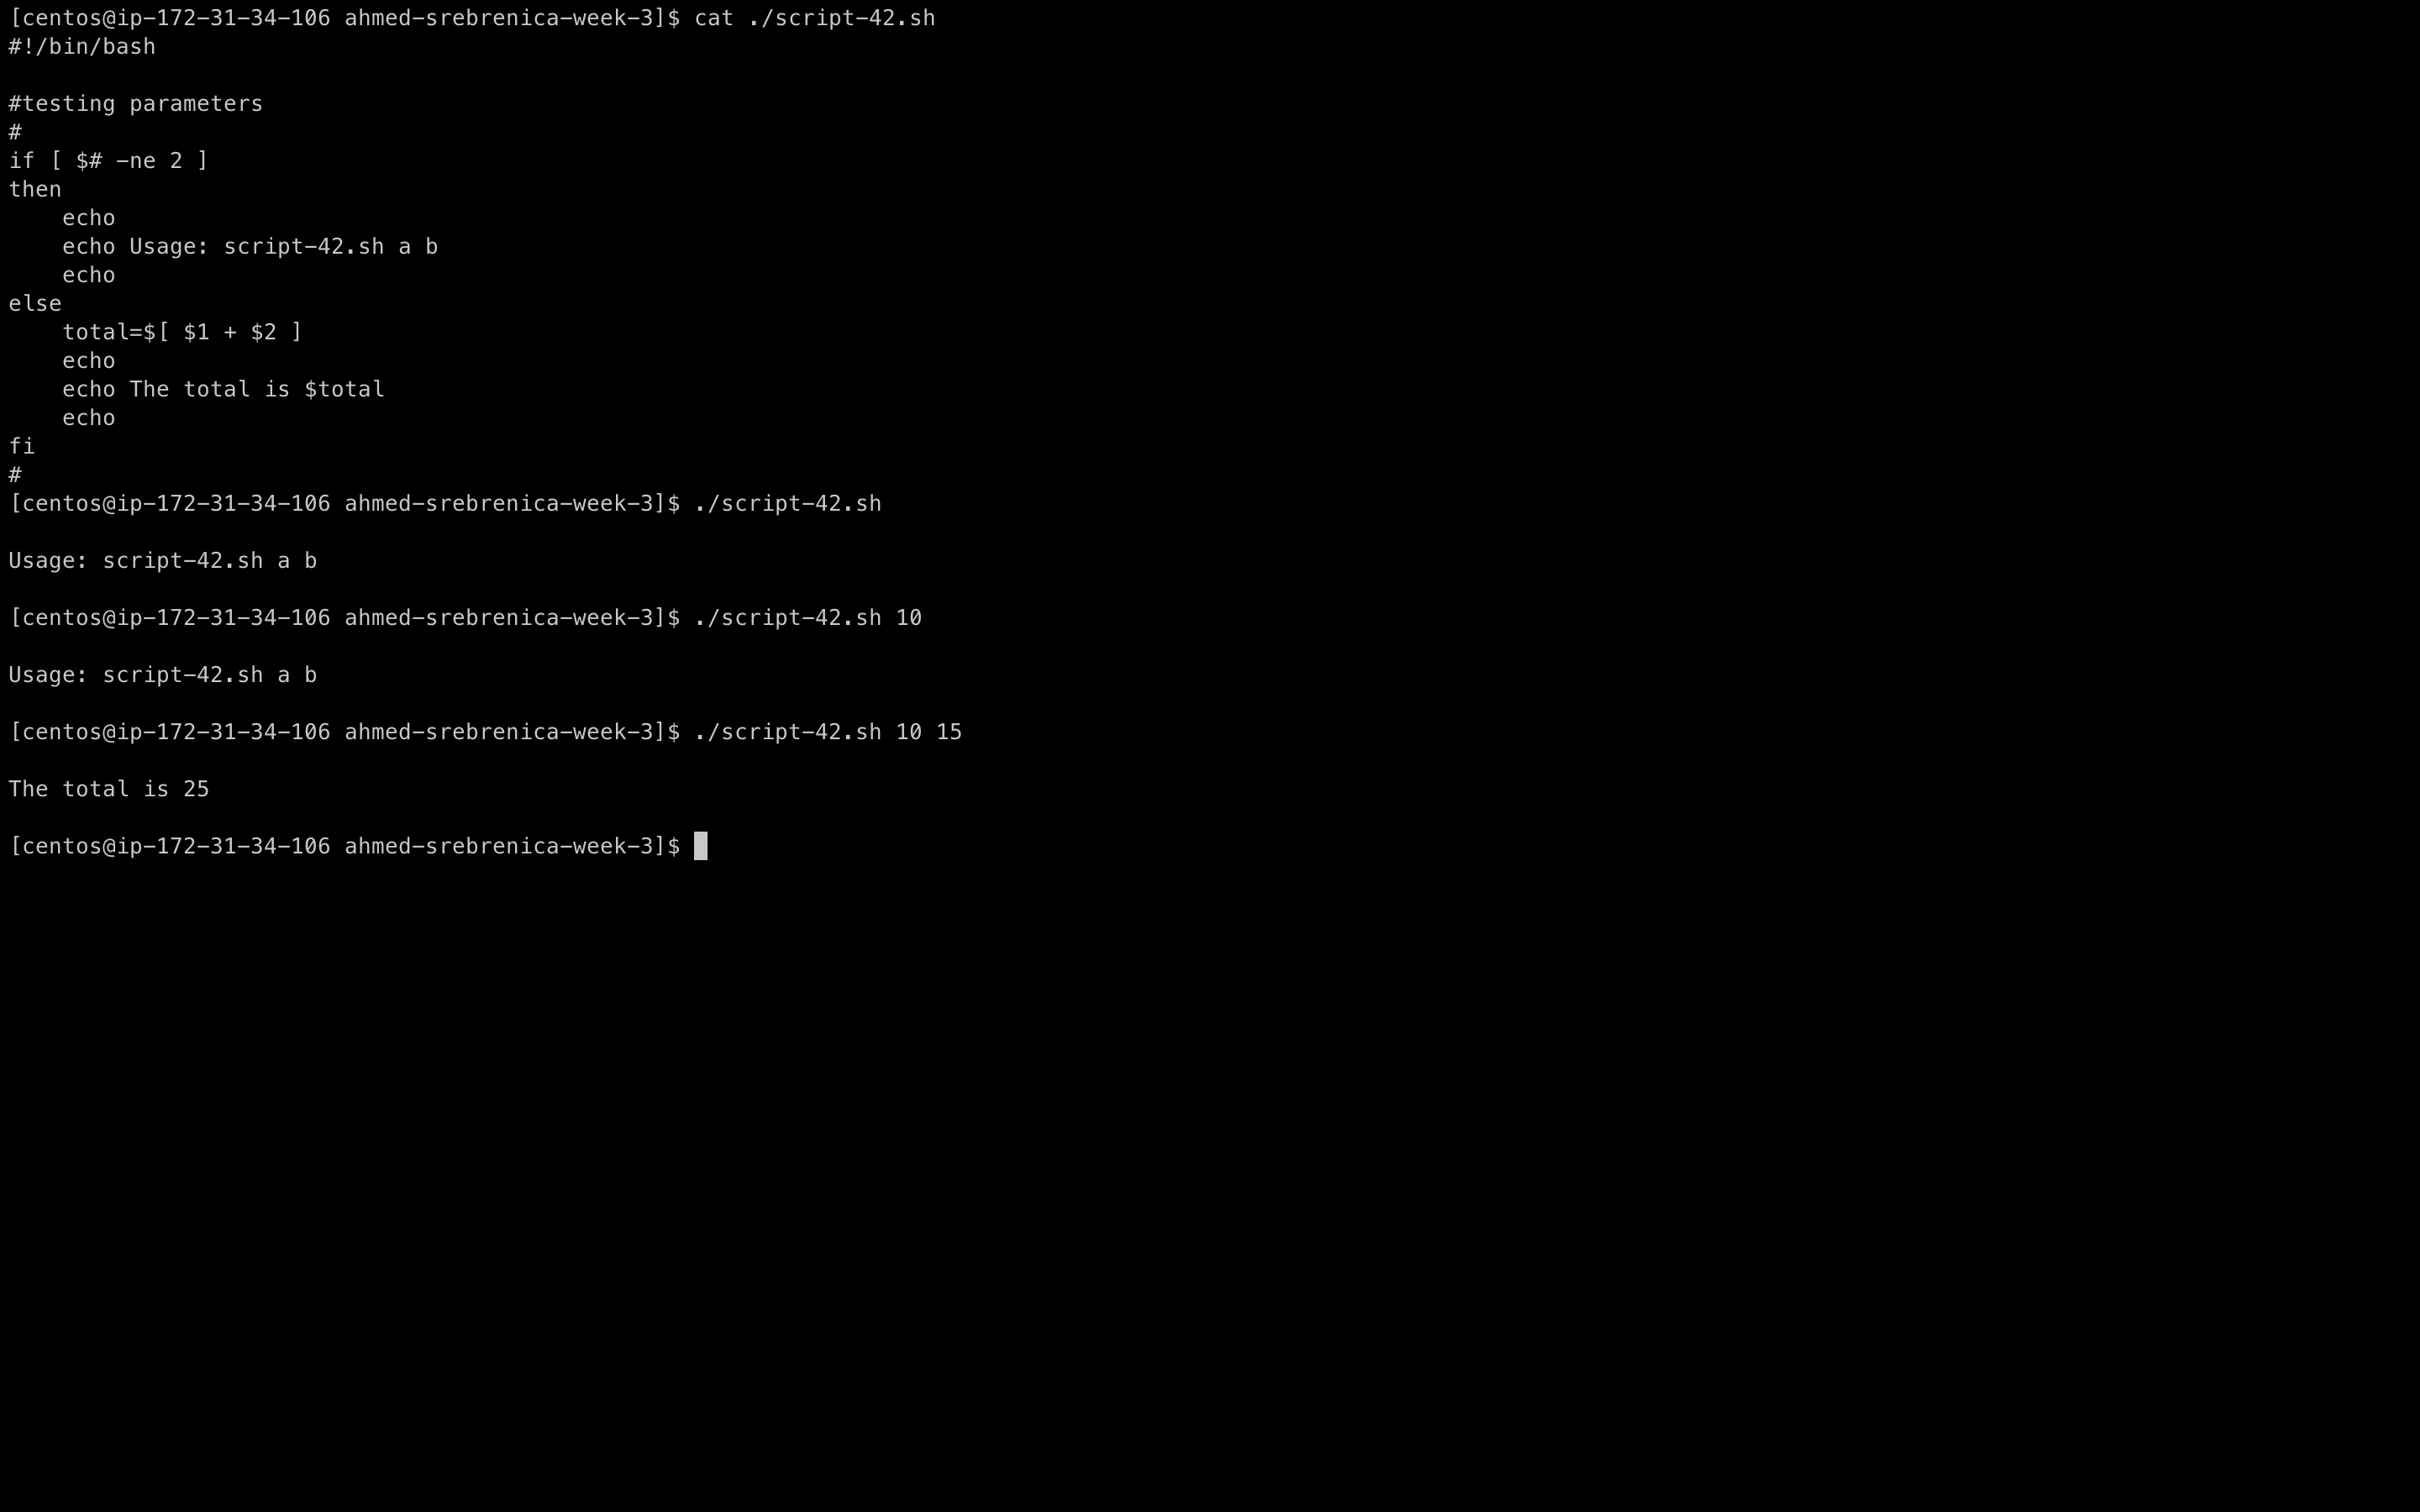 [centos@ip-172-31-34-106 ahmed-srebrenica-week-3]$ cat ./script-42.sh
#!/bin/bash

#testing parameters
#
if [ $# -ne 2 ]
then
    echo
    echo Usage: script-42.sh a b
    echo
else
    total=$[ $1 + $2 ]
    echo
    echo The total is $total
    echo
fi
#
[centos@ip-172-31-34-106 ahmed-srebrenica-week-3]$ ./script-42.sh

Usage: script-42.sh a b

[centos@ip-172-31-34-106 ahmed-srebrenica-week-3]$ ./script-42.sh 10

Usage: script-42.sh a b

[centos@ip-172-31-34-106 ahmed-srebrenica-week-3]$ ./script-42.sh 10 15

The total is 25

[centos@ip-172-31-34-106 ahmed-srebrenica-week-3]$